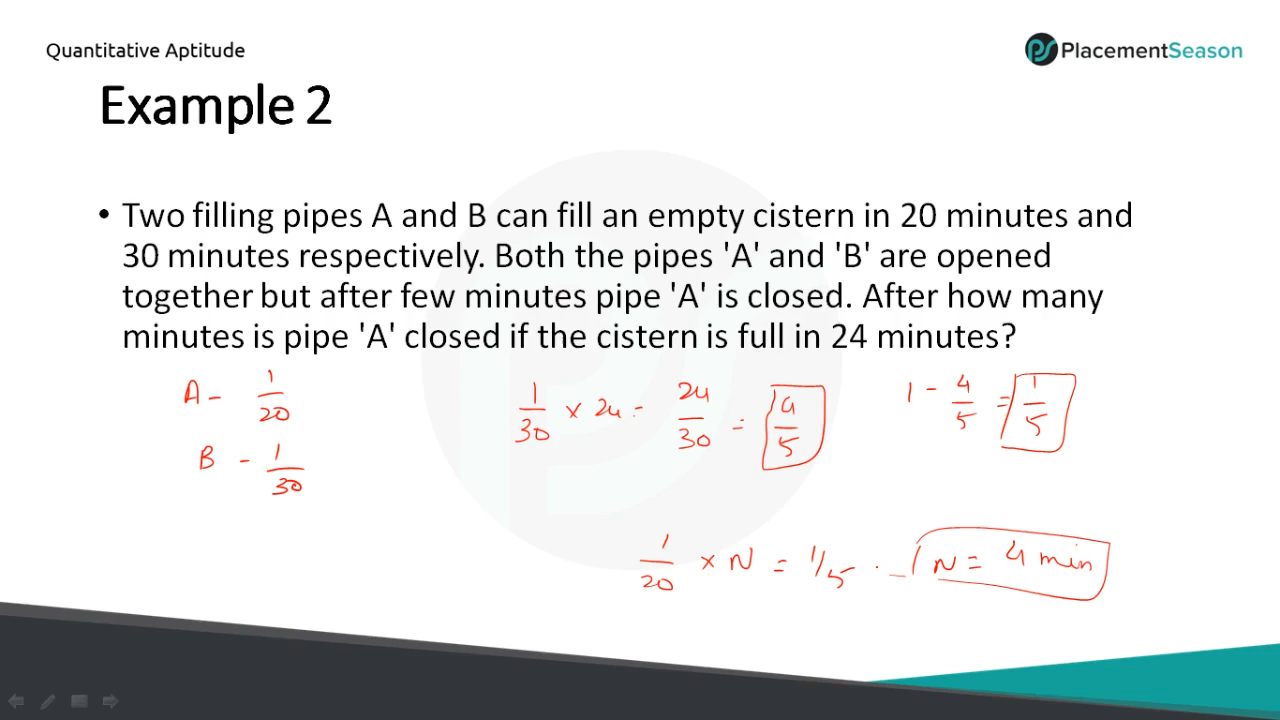 Quantitative Aptitude
PlacementSeason
Example 2
• Two filling pipes A and B can fill an empty cistern in 20 minutes and
30 minutes respectively. Both the pipes 'A' and 'B' are opened
together but after few minutes pipe 'A' is closed. After how many
minutes is pipe 'A' closed if the cistern is full in 24 minutes?
A - 1/20
B - 1/30
1/30 × 24 = 24/30 = 4/5
1 - 4/5 = 1/5
1/20 × N = 1/5 . N = 4 min